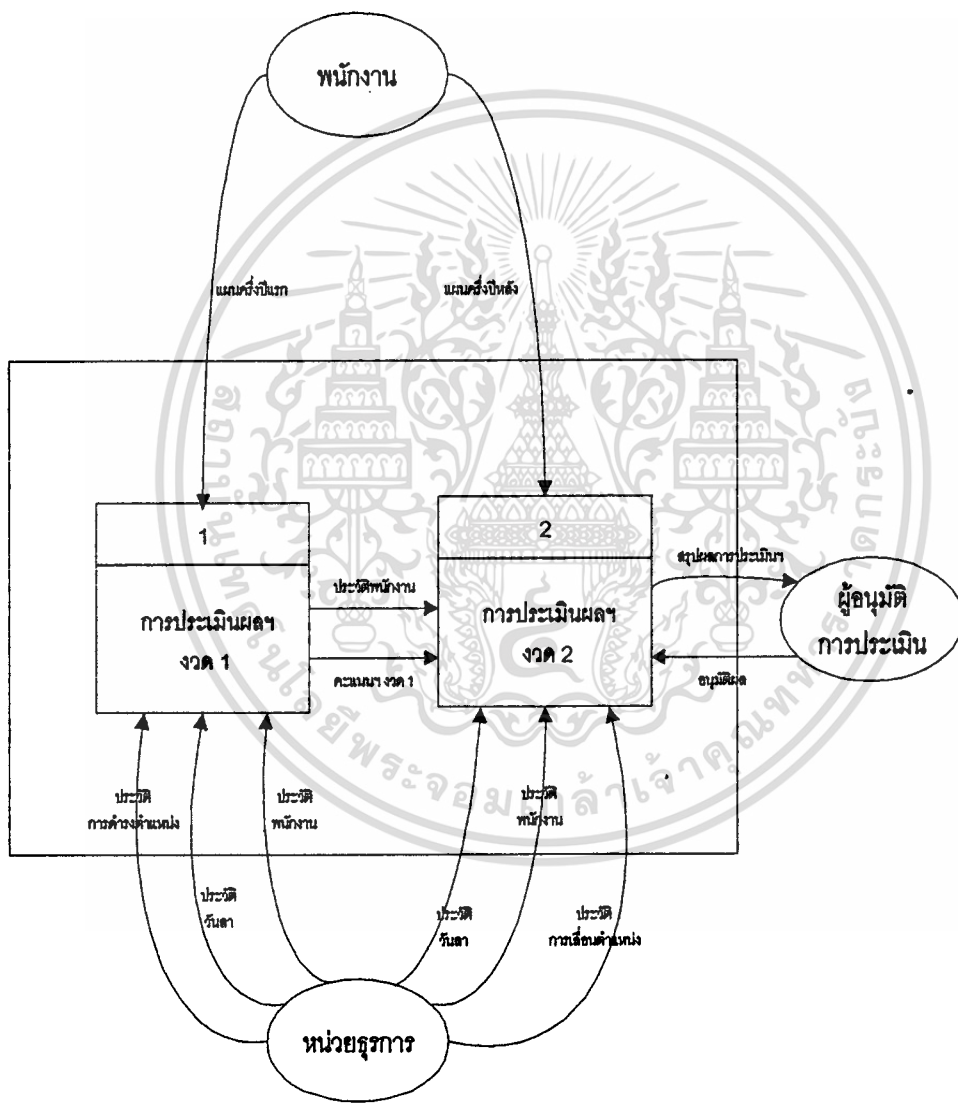 พนักงาน
แผนครึ่งปีแรก
แผนครึ่งปีหลัง
1
2
การประเมินผลฯ
งวด 1
ประวัติพนักงาน
คะแนนฯ งวด 1
การประเมินผลฯ
งวด 2
สรุปผลการประเมินฯ
อนุมัติผล
ผู้อนุมัติ
การประเมิน
ประวัติ
การดำรงตำแหน่ง
ประวัติ
พนักงาน
ประวัติ
พนักงาน
ประวัติ
วันลา
ประวัติ
วันลา
ประวัติ
การเลื่อนตำแหน่ง
หน่วยธุรการ